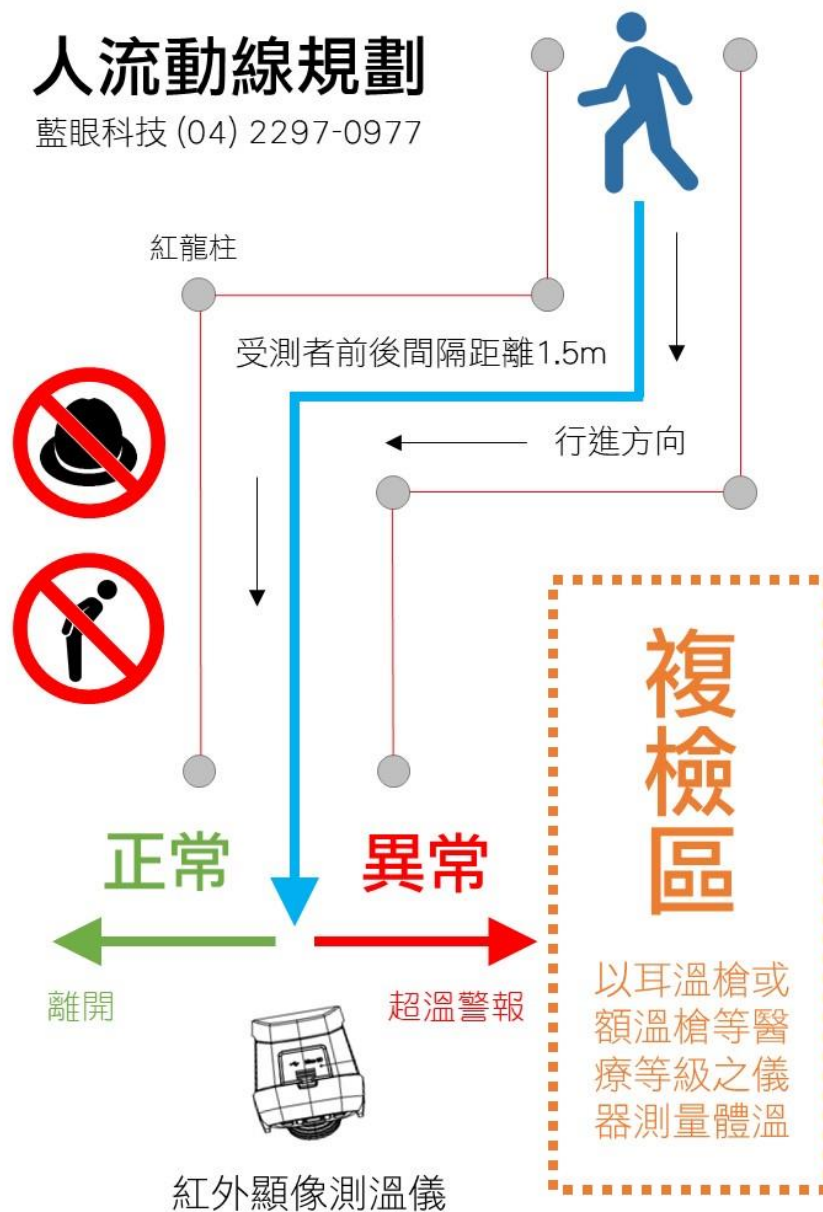 人流動線規劃
藍眼科技 (04) 2297-0977
紅龍柱
受測者前後間隔距離1.5m
行進方向
複檢區
正常
異常
離開
超溫警報
以耳溫槍或
額溫槍等醫
療等級之儀
器測量體溫
紅外顯像測溫儀